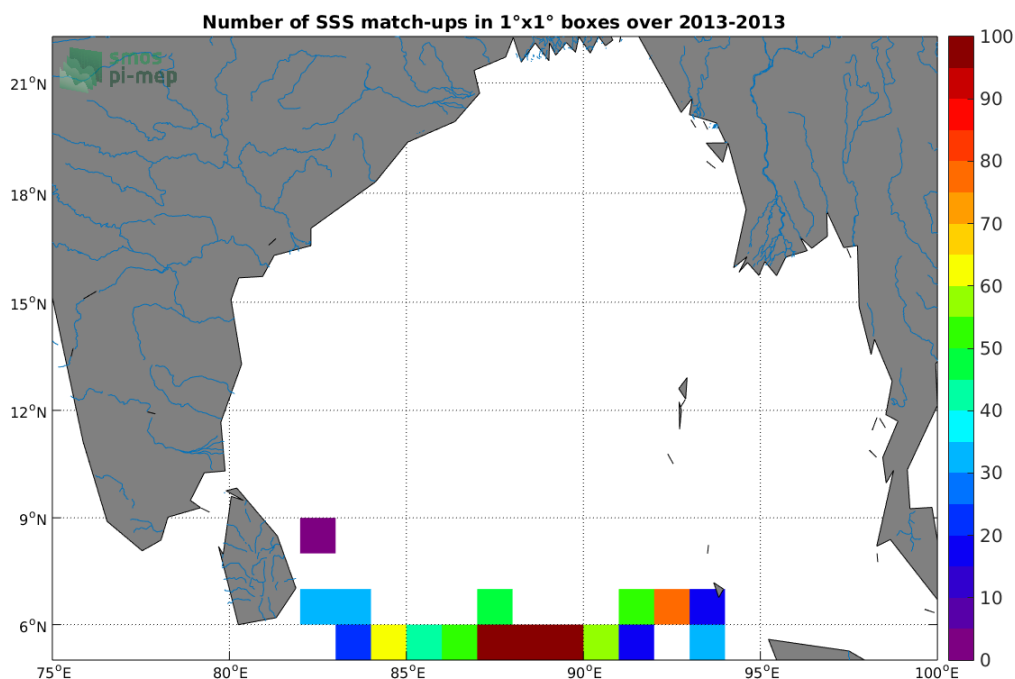 Number of SSS match-ups in 1°x1° boxes over 2013-2013
smos
pi-mep
21°N
18°N
15°N
12°N
9°N
6°N
75°E 80°E 85°E 90°E 95°E 100°E
100
90
80
70
60
50
40
30
20
10
0